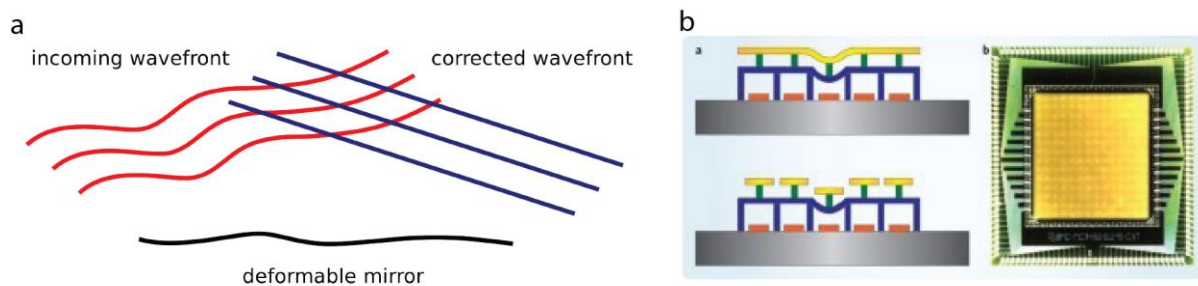 a
incoming wavefront
corrected wavefront
deformable mirror
b
a
b